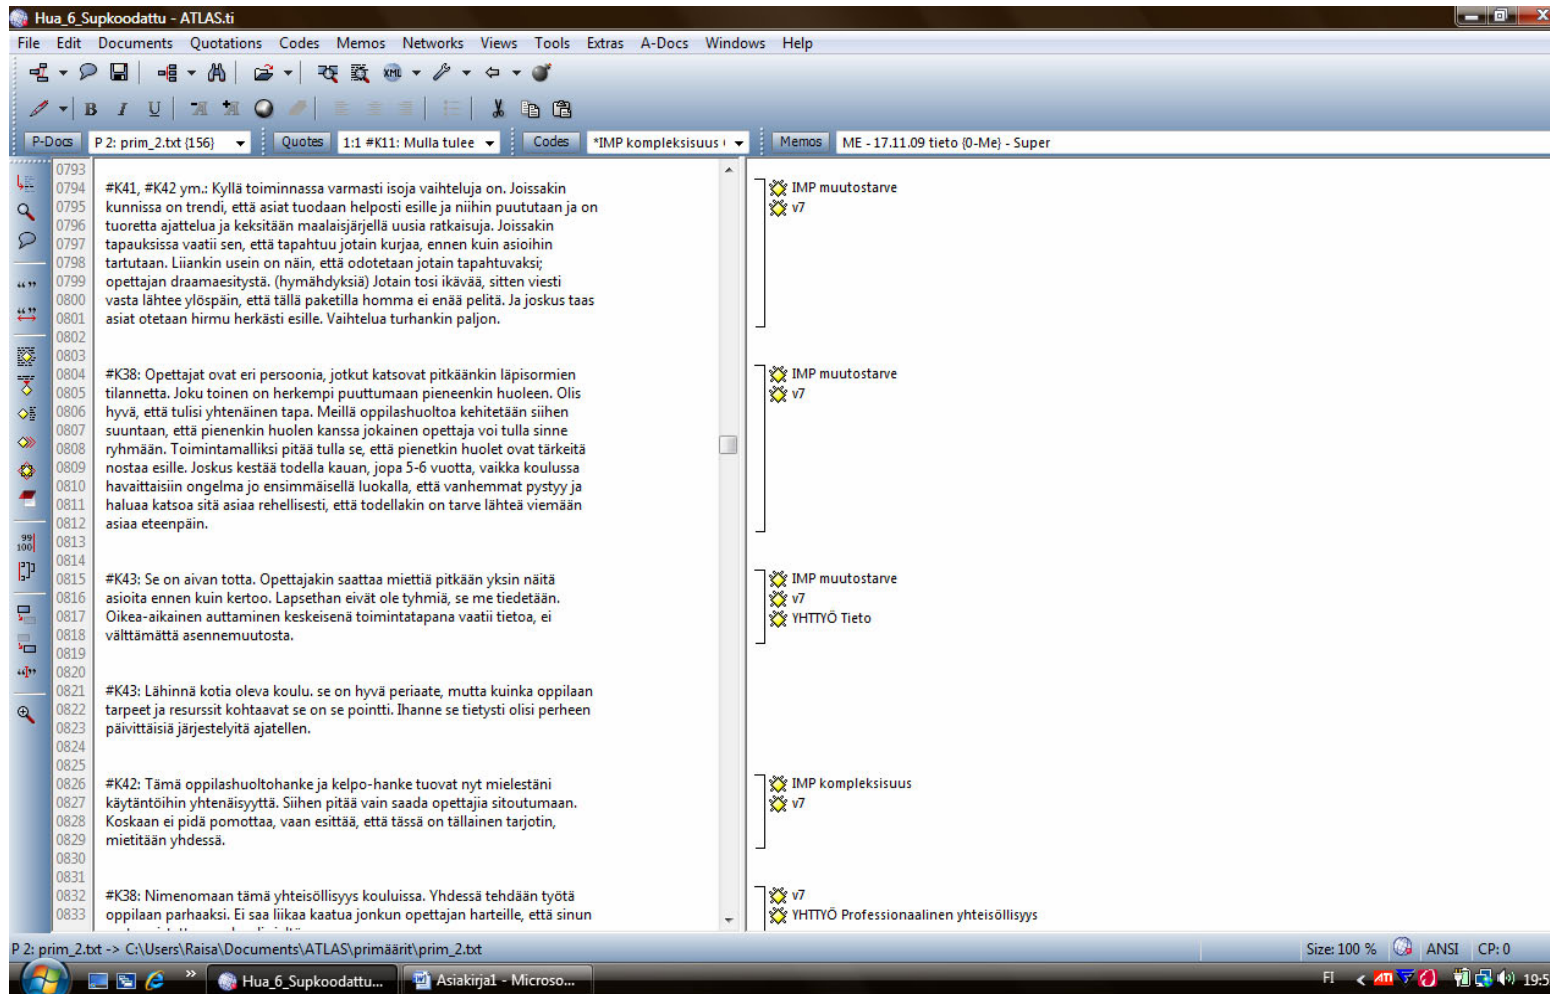 Hua_6_Supkoodattu - ATLAS.ti
File Edit Documents Quotations Codes Memos Networks Views Tools Extras A-Docs Windows Help
XML
B I U A A
P-Docs P 2: prim_2.txt {156} Quotes 1:1 #K11: Mulla tulee Codes *IMP kompleksisuus Memos ME - 17.11.09 tieto {0-Me} - Super
0793
0794 #K41, #K42 ym.: Kyllä toiminnassa varmasti isoja vaihteluja on. Joissakin IMP muutostarve
0795 kunnissa on trendi, että asiat tuodaan helposti esille ja niihin puututaan ja on v7
0796 tuoretta ajattelua ja keksitään maalaisjärjellä uusia ratkaisuja. Joissakin
0797 tapauksissa vaatii sen, että tapahtuu jotain kurjaa, ennen kuin asioihin
0798 tartutaan. Liiankin usein on näin, että odotetaan jotain tapahtuvaksi;
0799 opettajan draamaesitystä. (hymähdyksiä) Jotain tosi ikävää, sitten viesti
0800 vasta lähtee ylöspäin, että tällä paketilla homma ei enää pelitä. Ja joskus taas
0801 asiat otetaan hirmu herkästi esille. Vaihtelua turhankin paljon.
0802
0803
0804 #K38: Opettajat ovat eri persoonia, jotkut katsovat pitkäänkin läpisormien IMP muutostarve
0805 tilannetta. Joku toinen on herkempi puuttumaan pieneenkin huoleen. Olis v7
0806 hyvä, että tulisi yhtenäinen tapa. Meillä oppilashuoltoa kehitetään siihen
0807 suuntaan, että pienenkin huolen kanssa jokainen opettaja voi tulla sinne
0808 ryhmään. Toimintamalliksi pitää tulla se, että pienetkin huolet ovat tärkeitä
0809 nostaa esille. Joskus kestää todella kauan, jopa 5-6 vuotta, vaikka koulussa
0810 havaittaisiin ongelma jo ensimmäisellä luokalla, että vanhemmat pystyy ja
0811 haluaa katsoa sitä asiaa rehellisesti, että todellakin on tarve lähteä viemään
0812 asiaa eteenpäin.
0813
0814
0815 #K43: Se on aivan totta. Opettajakin saattaa miettiä pitkään yksin näitä IMP muutostarve
0816 asioita ennen kuin kertoo. Lapsethan eivät ole tyhmiä, se me tiedetään. v7
0817 Oikea-aikainen auttaminen keskeisenä toimintatapana vaatii tietoa, ei YHTTYÖ Tieto
0818 välttämättä asennemuutosta.
0819
0820
0821 #K43: Lähinnä kotia oleva koulu. se on hyvä periaate, mutta kuinka oppilaan
0822 tarpeet ja resurssit kohtaavat se on se pointti. Ihanne se tietysti olisi perheen
0823 päivittäisiä järjestelyitä ajatellen.
0824
0825
0826 #K42: Tämä oppilashuoltohanke ja kelpo-hanke tuovat nyt mielestäni IMP kompleksisuus
0827 käytäntöihin yhtenäisyyttä. Siihen pitää vain saada opettajia sitoutumaan. v7
0828 Koskaan ei pidä pomottaa, vaan esittää, että tässä on tällainen tarjotin,
0829 mietitään yhdessä.
0830
0831
0832 #K38: Nimenomaan tämä yhteisöllisyys kouluissa. Yhdessä tehdään työtä v7
0833 oppilaan parhaaksi. Ei saa liikaa kaatua jonkun opettajan harteille, että sinun YHTTYÖ Professionaalinen yhteisöllisyys
99
100
P 2: prim_2.txt -> C:\Users\Raisa\Documents\ATLAS\primäärit\prim_2.txt Size: 100 % ANSI CP: 0
Hua_6_Supkoodattu... Asiakirja1 - Microso... FI ATI 19:5